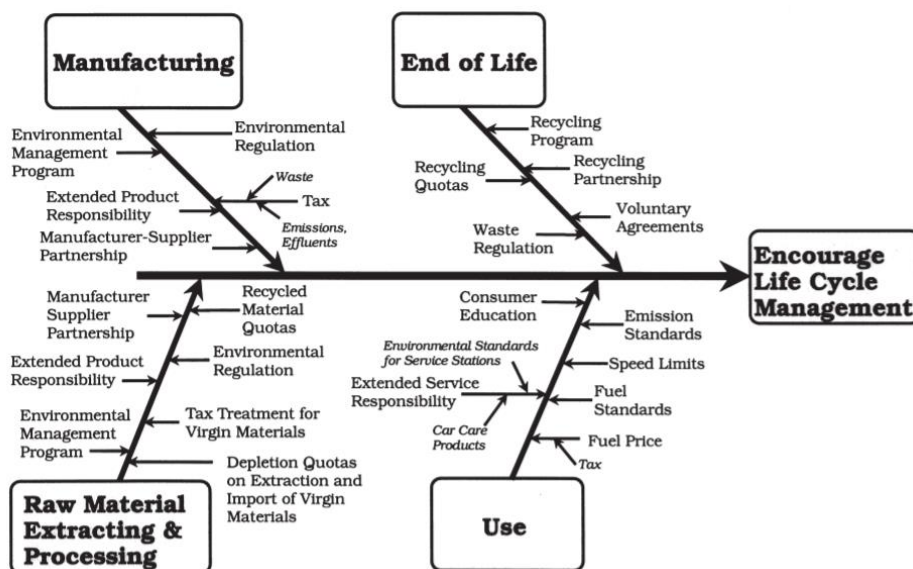 Manufacturing
End of Life
Environmental
Management
Program
Environmental
Regulation
Waste
Tax
Emissions,
Effluents
Extended Product
Responsibility
Manufacturer-Supplier
Partnership
Recycling
Program
Recycling
Quotas
Recycling
Partnership
Voluntary
Agreements
Waste
Regulation
Encourage
Life Cycle
Management
Manufacturer
Supplier
Partnership
Recycled
Material
Quotas
Extended Product
Responsibility
Environmental
Regulation
Environmental
Management
Program
Tax Treatment for
Virgin Materials
Depletion Quotas
on Extraction and
Import of Virgin
Materials
Raw Material
Extracting &
Processing
Consumer
Education
Emission
Standards
Environmental Standards
for Service Stations
Speed Limits
Extended Service
Responsibility
Fuel
Standards
Car Care
Products
Fuel Price
Tax
Use